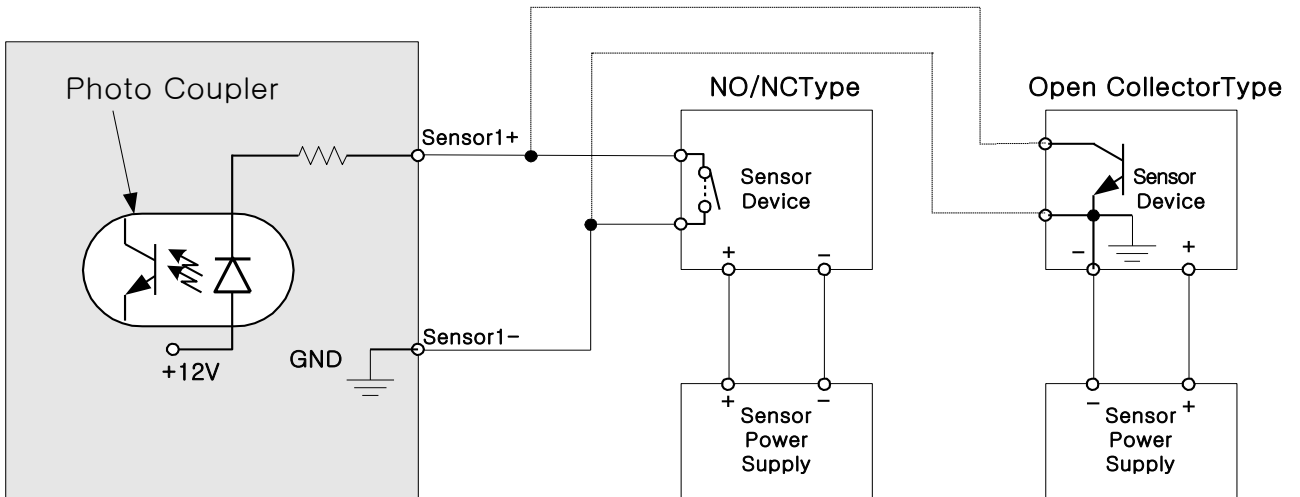 Photo Coupler
Sensor1+
NO/NCType
Open CollectorType
Sensor
Device
Sensor
Device
+
−
−
+
+12V
GND
Sensor1−
+
−
Sensor
Power
Supply
−
+
Sensor
Power
Supply